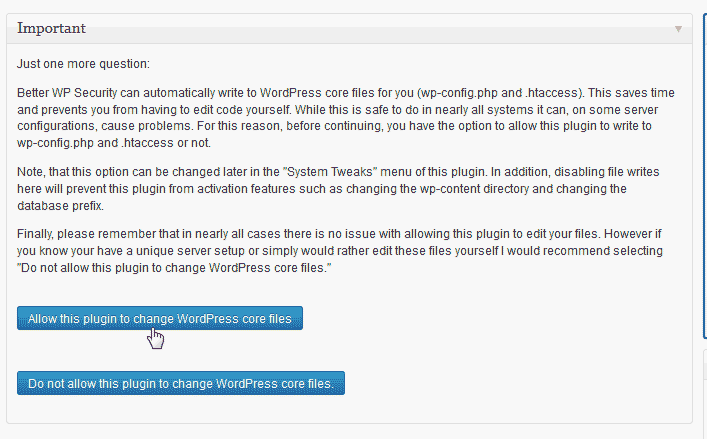 Important
Just one more question:
Better WP Security can automatically write to WordPress core files for you (wp-config.php and .htaccess). This saves time
and prevents you from having to edit code yourself. While this is safe to do in nearly all systems it can, on some server
configurations, cause problems. For this reason, before continuing, you have the option to allow this plugin to write to
wp-config.php and .htaccess or not.
Note, that this option can be changed later in the "System Tweaks" menu of this plugin. In addition, disabling file writes
here will prevent this plugin from activation features such as changing the wp-content directory and changing the
database prefix.
Finally, please remember that in nearly all cases there is no issue with allowing this plugin to edit your files. However if
you know your have a unique server setup or simply would rather edit these files yourself I would recommend selecting
"Do not allow this plugin to change WordPress core files."
Allow this plugin to change WordPress core files
Do not allow this plugin to change WordPress core files.